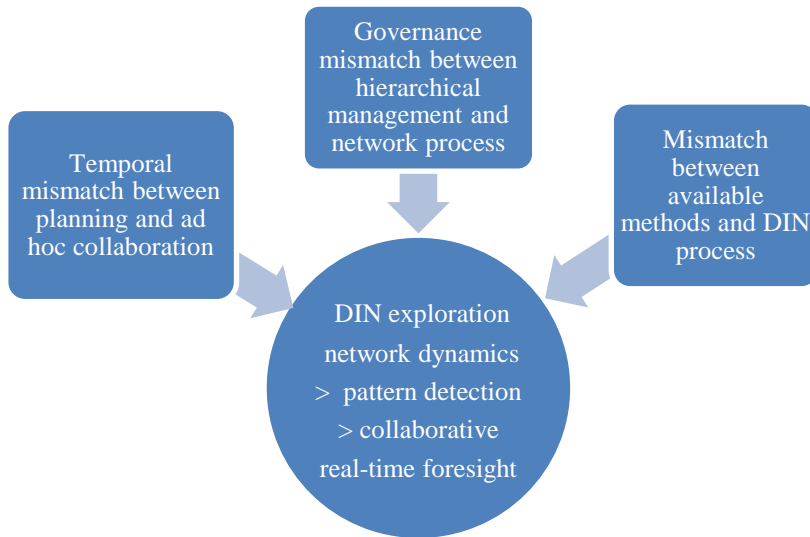 Governance
mismatch between
hierarchical
management and
network process
Temporal
mismatch between
planning and ad
hoc collaboration
Mismatch
between
available
methods and DIN
process
DIN exploration
network dynamics
> pattern detection
> collaborative
real-time foresight